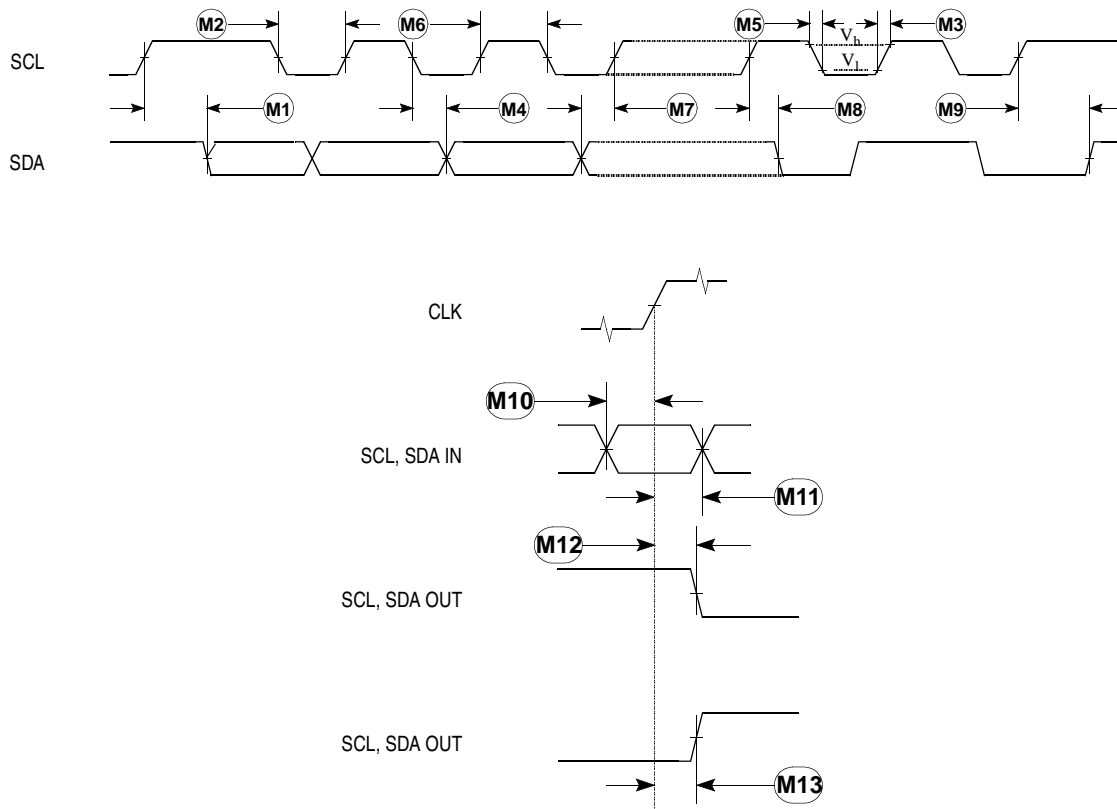 M2 M6 M5 Vh M3
SCL Vl
M1 M4 M7 M8 M9
SDA
CLK
M10
SCL, SDA IN
M11
M12
SCL, SDA OUT
SCL, SDA OUT
M13